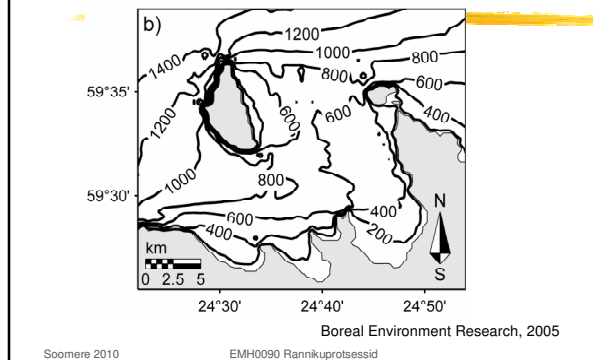 b)
1200
1000
1400
800
800
600
59°35'
400
600
600
1200
1000
800
59°30'
600
400
400
200
N
S
km
0 2.5 5
24°30' 24°40' 24°50'
Boreal Environment Research, 2005
Soomere 2010 EMH0090 Rannikuprotsessid